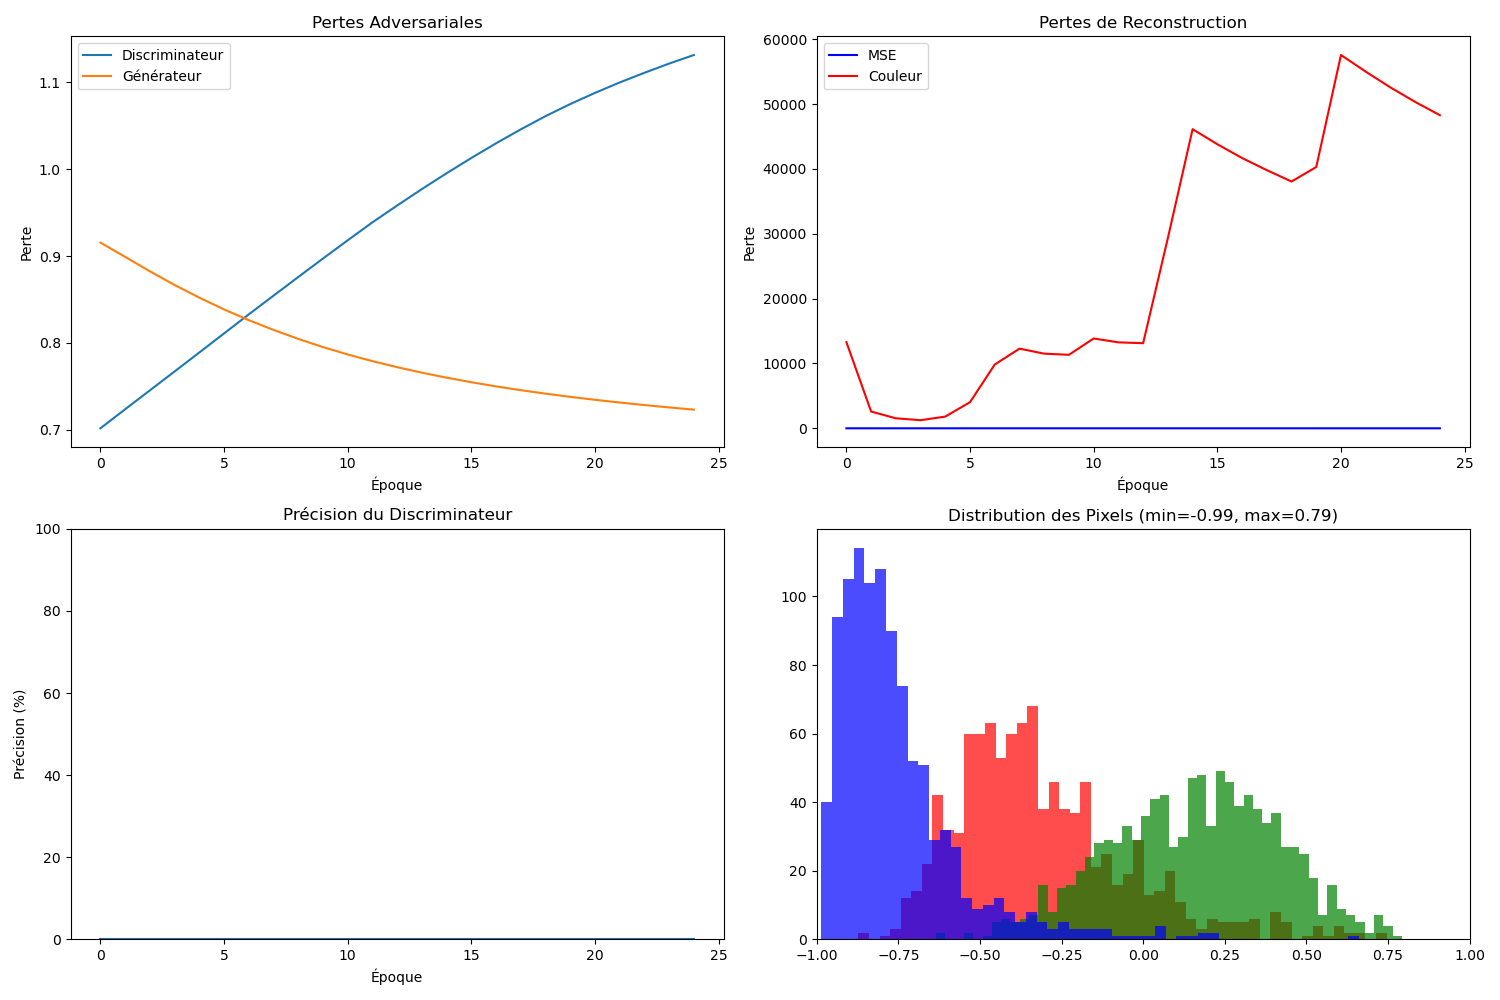 Pertes Adversariales
Discriminateur
Générateur
1.1
1.0
0.9
0.8
0.7
Perte
0 5 10 15 20 25
Époque
Pertes de Reconstruction
MSE
Couleur
60000
50000
40000
30000
20000
10000
0
Perte
0 5 10 15 20 25
Époque
Précision du Discriminateur
100
80
60
40
20
0
Précision (%)
0 5 10 15 20 25
Époque
Distribution des Pixels (min=-0.99, max=0.79)
100
80
60
40
20
0
−1.00 −0.75 −0.50 −0.25 0.00 0.25 0.50 0.75 1.00